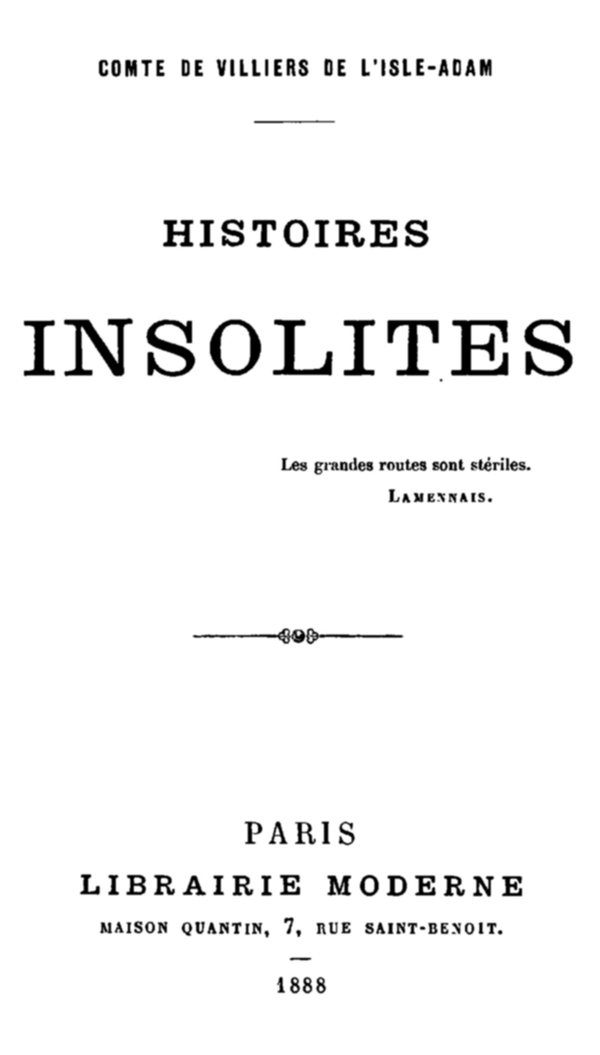 COMTE DE VILLIERS DE L'ISLE-ADAM
HISTOIRES
INSOLITES
Les grandes routes sont stériles.
LAMENNAIS.
PARIS
LIBRAIRIE MODERNE
MAISON QUANTIN, 7, RUE SAINT-BENOIT.
1888